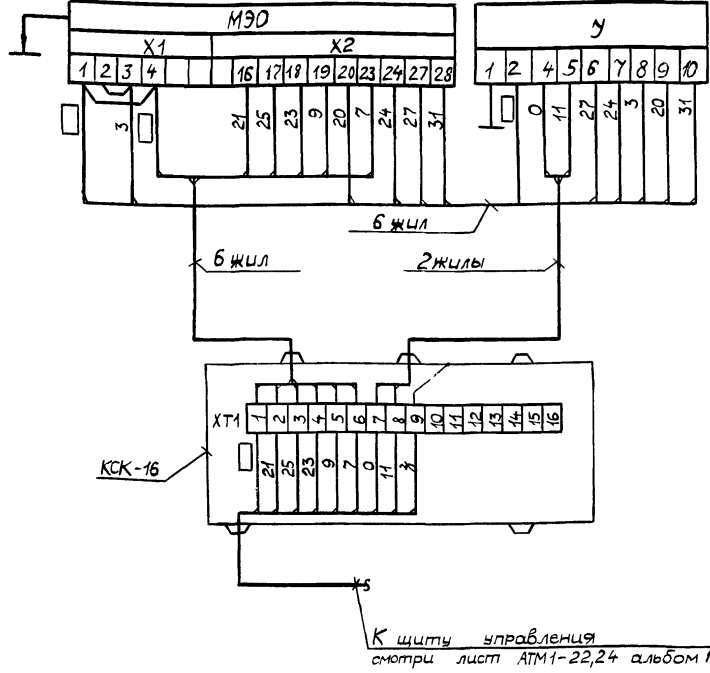 МЭО
У
X1 X2
1 2 3 4 16 17 18 19 20 23 24 27 28
1 2 4 5 6 7 8 9 10
3 21 25 23 9 20 7 24 27 31
0 11 27 24 3 20 31
6 жил
6 жил
2 жилы
ХТ1
1 2 3 4 5 6 7 8 9 10 11 12 13 14 15 16
21 25 23 9 7 0 11
КСК-16
К щиту управления
смотри лист АТМ1-22,24 альбом